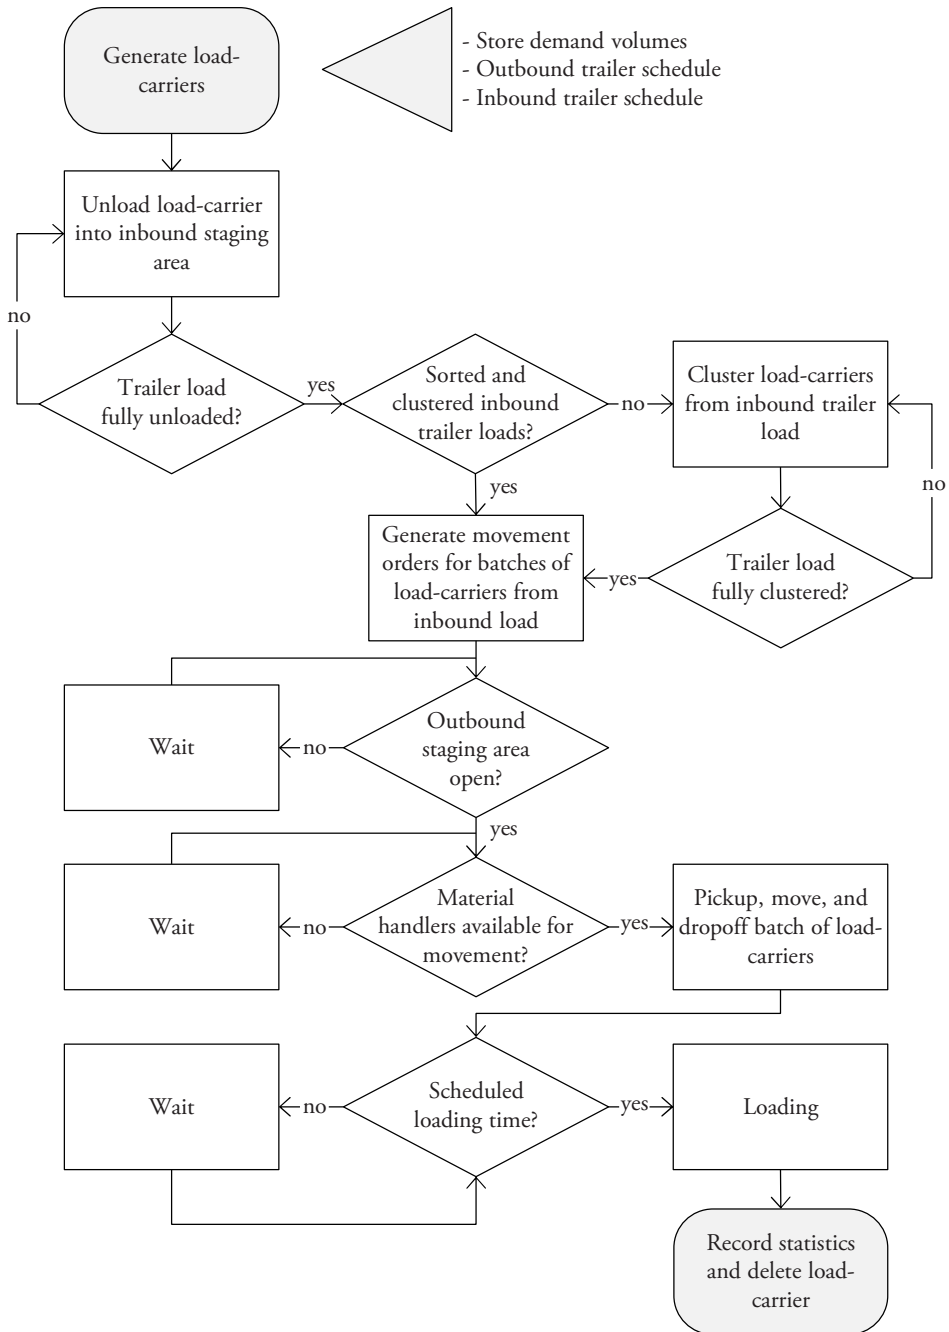 Generate load-
carriers
- Store demand volumes
- Outbound trailer schedule
- Inbound trailer schedule
Unload load-carrier
into inbound staging
area
no
Trailer load
fully unloaded?
yes
Sorted and
clustered inbound
trailer loads?
no
Cluster load-carriers
from inbound trailer
load
no
yes
Generate movement
orders for batches of
load-carriers from
inbound load
yes
Trailer load
fully clustered?
Wait
no
Outbound
staging area
open?
yes
Wait
no
Material
handlers available for
movement?
yes
Pickup, move, and
dropoff batch of load-
carriers
Wait
no
Scheduled
loading time?
yes
Loading
Record statistics
and delete load-
carrier